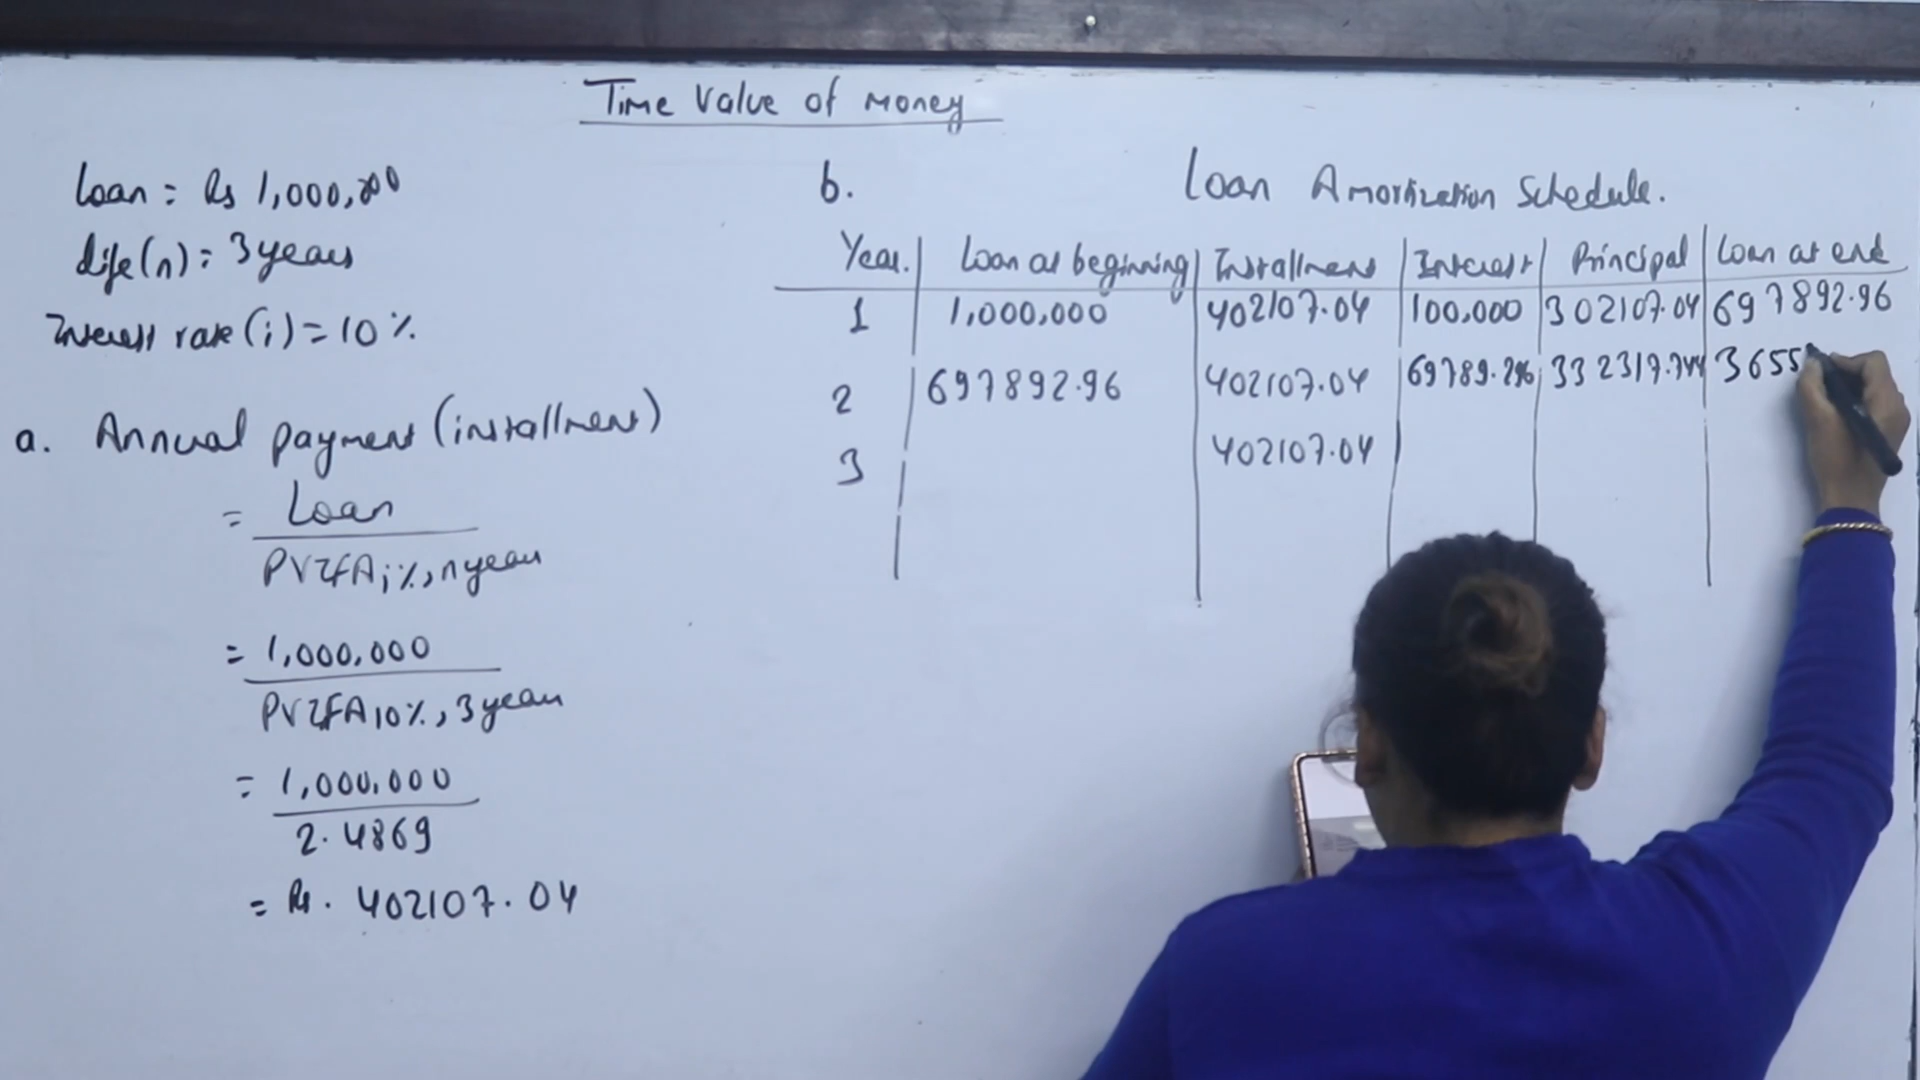 Time Value of money
Loan = Rs 1,000,000
life(n) = 3 years
Interest rate (i) = 10%
a. Annual payment (installment)
= Loan
PVIFA i%, n year
= 1,000,000
PVIFA 10%, 3 year
= 1,000,000
2.4869
= Rs. 402107.04
b. Loan Amortization Schedule.
Year. Loan at beginning Installment Interest Principal Loan at end
1 1,000,000 402107.04 100,000 302107.04 697892.96
2 697892.96 402107.04 69789.296 332317.744 3655
3 402107.04